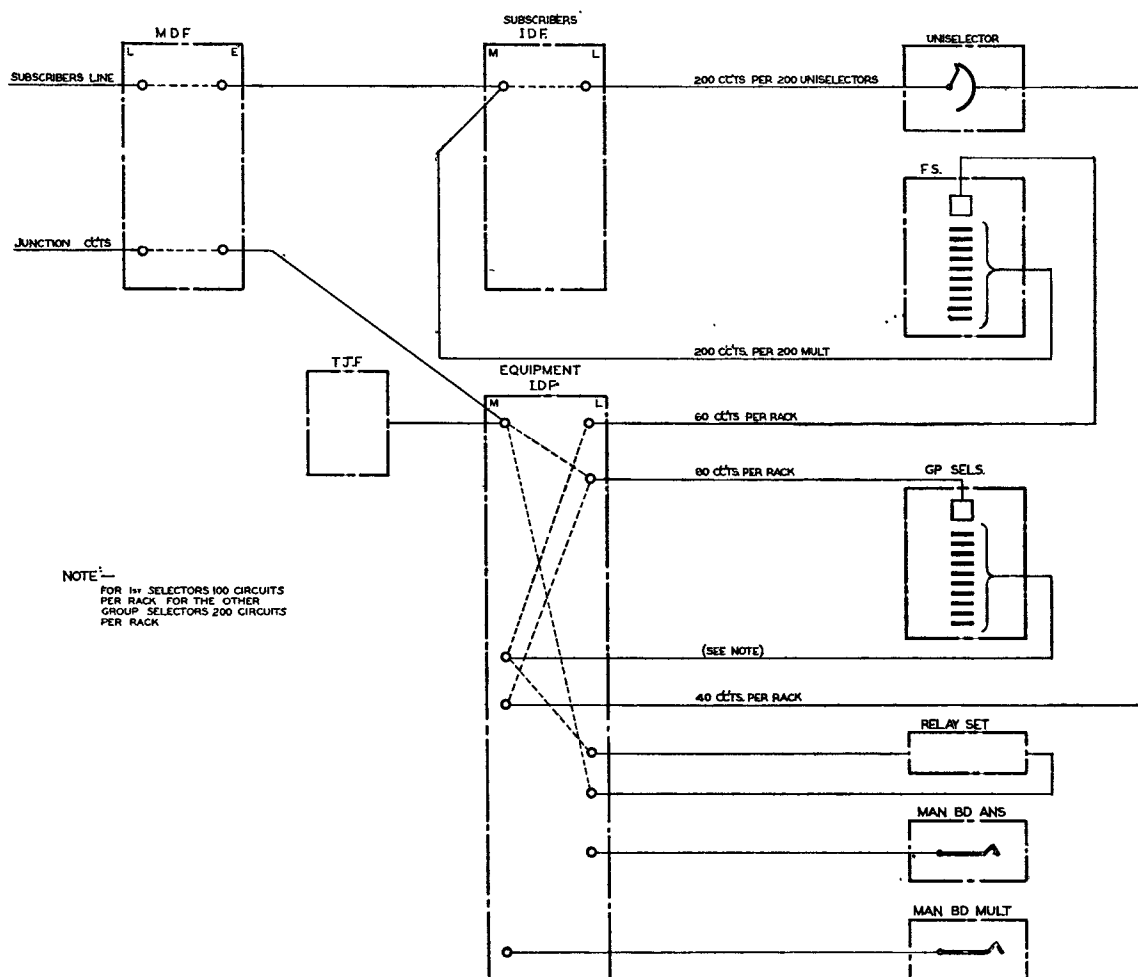 M D F
SUBSCRIBERS
I D F.
UNISELECTOR
L
E
M
L
SUBSCRIBERS LINE
200 CCTS PER 200 UNISELECTORS
F S.
JUNCTION CCTS
200 CCTS. PER 200 MULT
T J.F
EQUIPMENT
I.D F.
M
L
60 CCTS PER RACK
80 CCTS. PER RACK
GP SELS.
NOTE :—
FOR 1ST SELECTORS 100 CIRCUITS
PER RACK FOR THE OTHER
GROUP SELECTORS 200 CIRCUITS
PER RACK
(SEE NOTE)
40 CCTS. PER RACK
RELAY SET
MAN BD ANS
MAN BD MULT